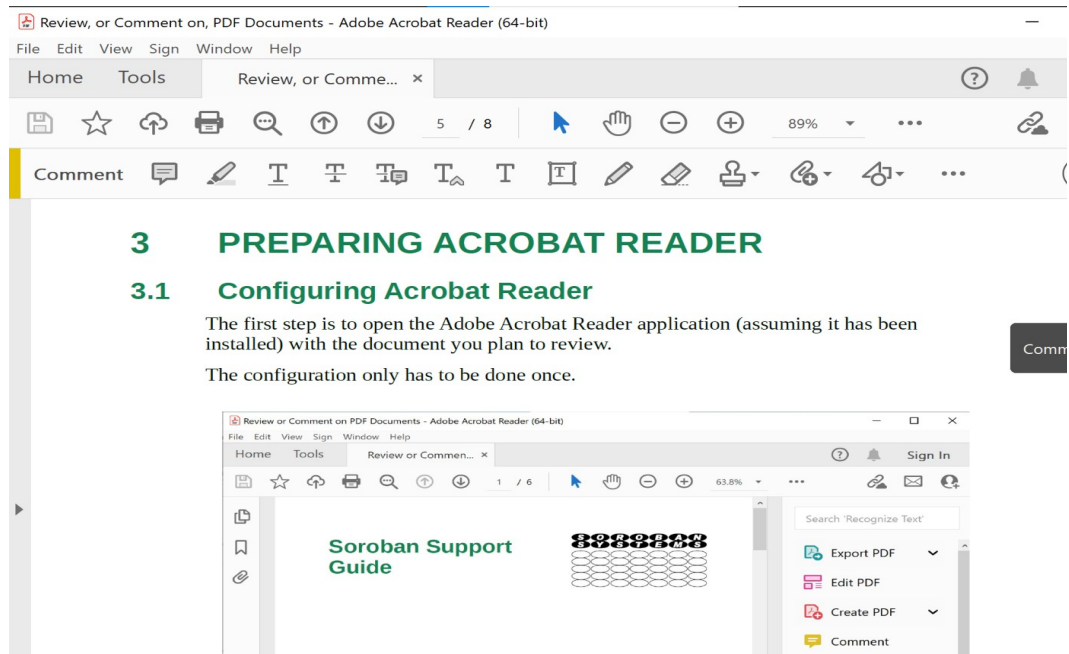 Review, or Comment on, PDF Documents - Adobe Acrobat Reader (64-bit)
File Edit View Sign Window Help
Home Tools Review, or Comme... ×
5 / 8 89%
Comment
3 PREPARING ACROBAT READER
3.1 Configuring Acrobat Reader
The first step is to open the Adobe Acrobat Reader application (assuming it has been
installed) with the document you plan to review.
Comm
The configuration only has to be done once.
Review or Comment on PDF Documents - Adobe Acrobat Reader (64-bit)
File Edit View Sign Window Help
Home Tools Review or Commen... × Sign In
1 / 6 63.8%
Search 'Recognize Text'
Soroban Support
Guide
SOROBAN
SYSTEMS
Export PDF
Edit PDF
Create PDF
Comment